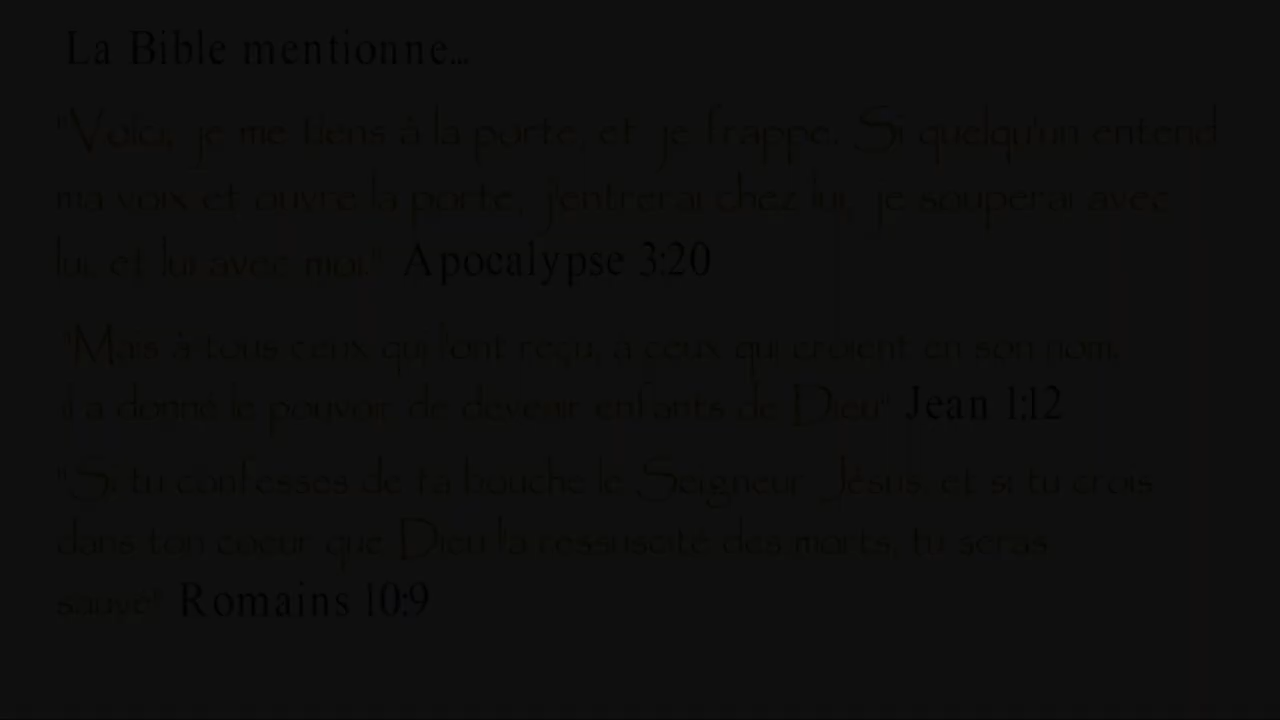 La Bible mentionne...
"Voici, je me tiens à la porte, et je frappe. Si quelqu'un entend
ma voix et ouvre la porte, j'entrerai chez lui, je souperai avec
lui, et lui avec moi." Apocalypse 3:20
"Mais à tous ceux qui l'ont reçu, à ceux qui croient en son nom,
il a donné le pouvoir de devenir enfants de Dieu" Jean 1:12
"Si tu confesses de ta bouche le Seigneur Jésus, et si tu crois
dans ton coeur que Dieu l'a ressuscité des morts, tu seras
sauvé" Romains 10:9